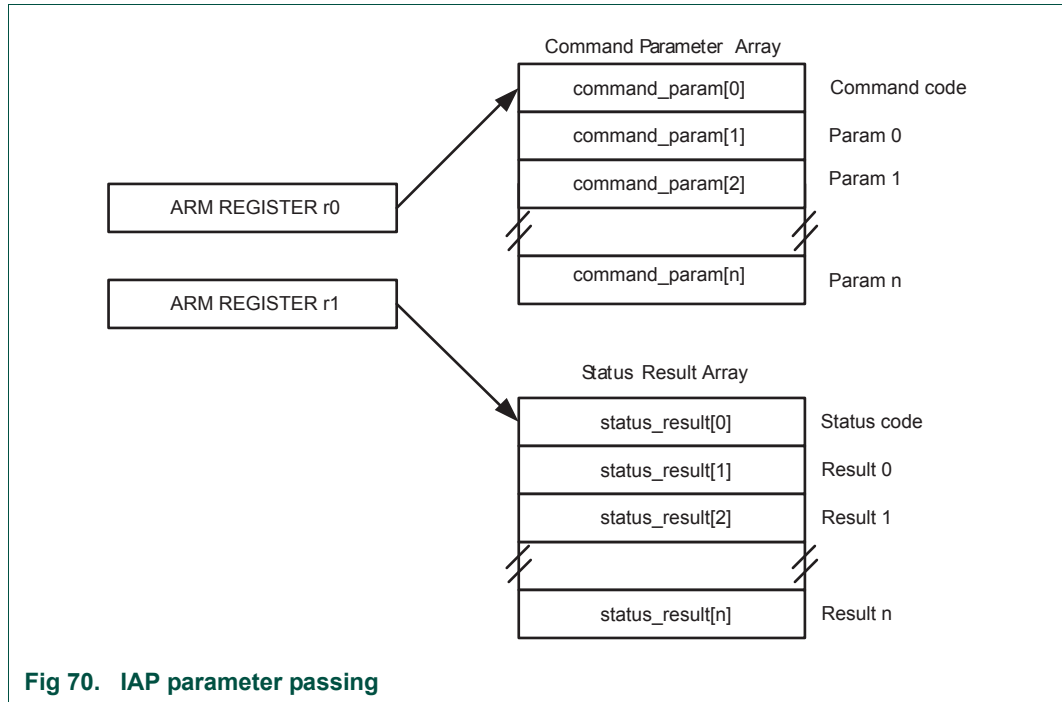 Command Parameter Array
command_param[0] Command code
command_param[1] Param 0
command_param[2] Param 1
ARM REGISTER r0
command_param[n] Param n
ARM REGISTER r1
Status Result Array
status_result[0] Status code
status_result[1] Result 0
status_result[2] Result 1
status_result[n] Result n
Fig 70. IAP parameter passing